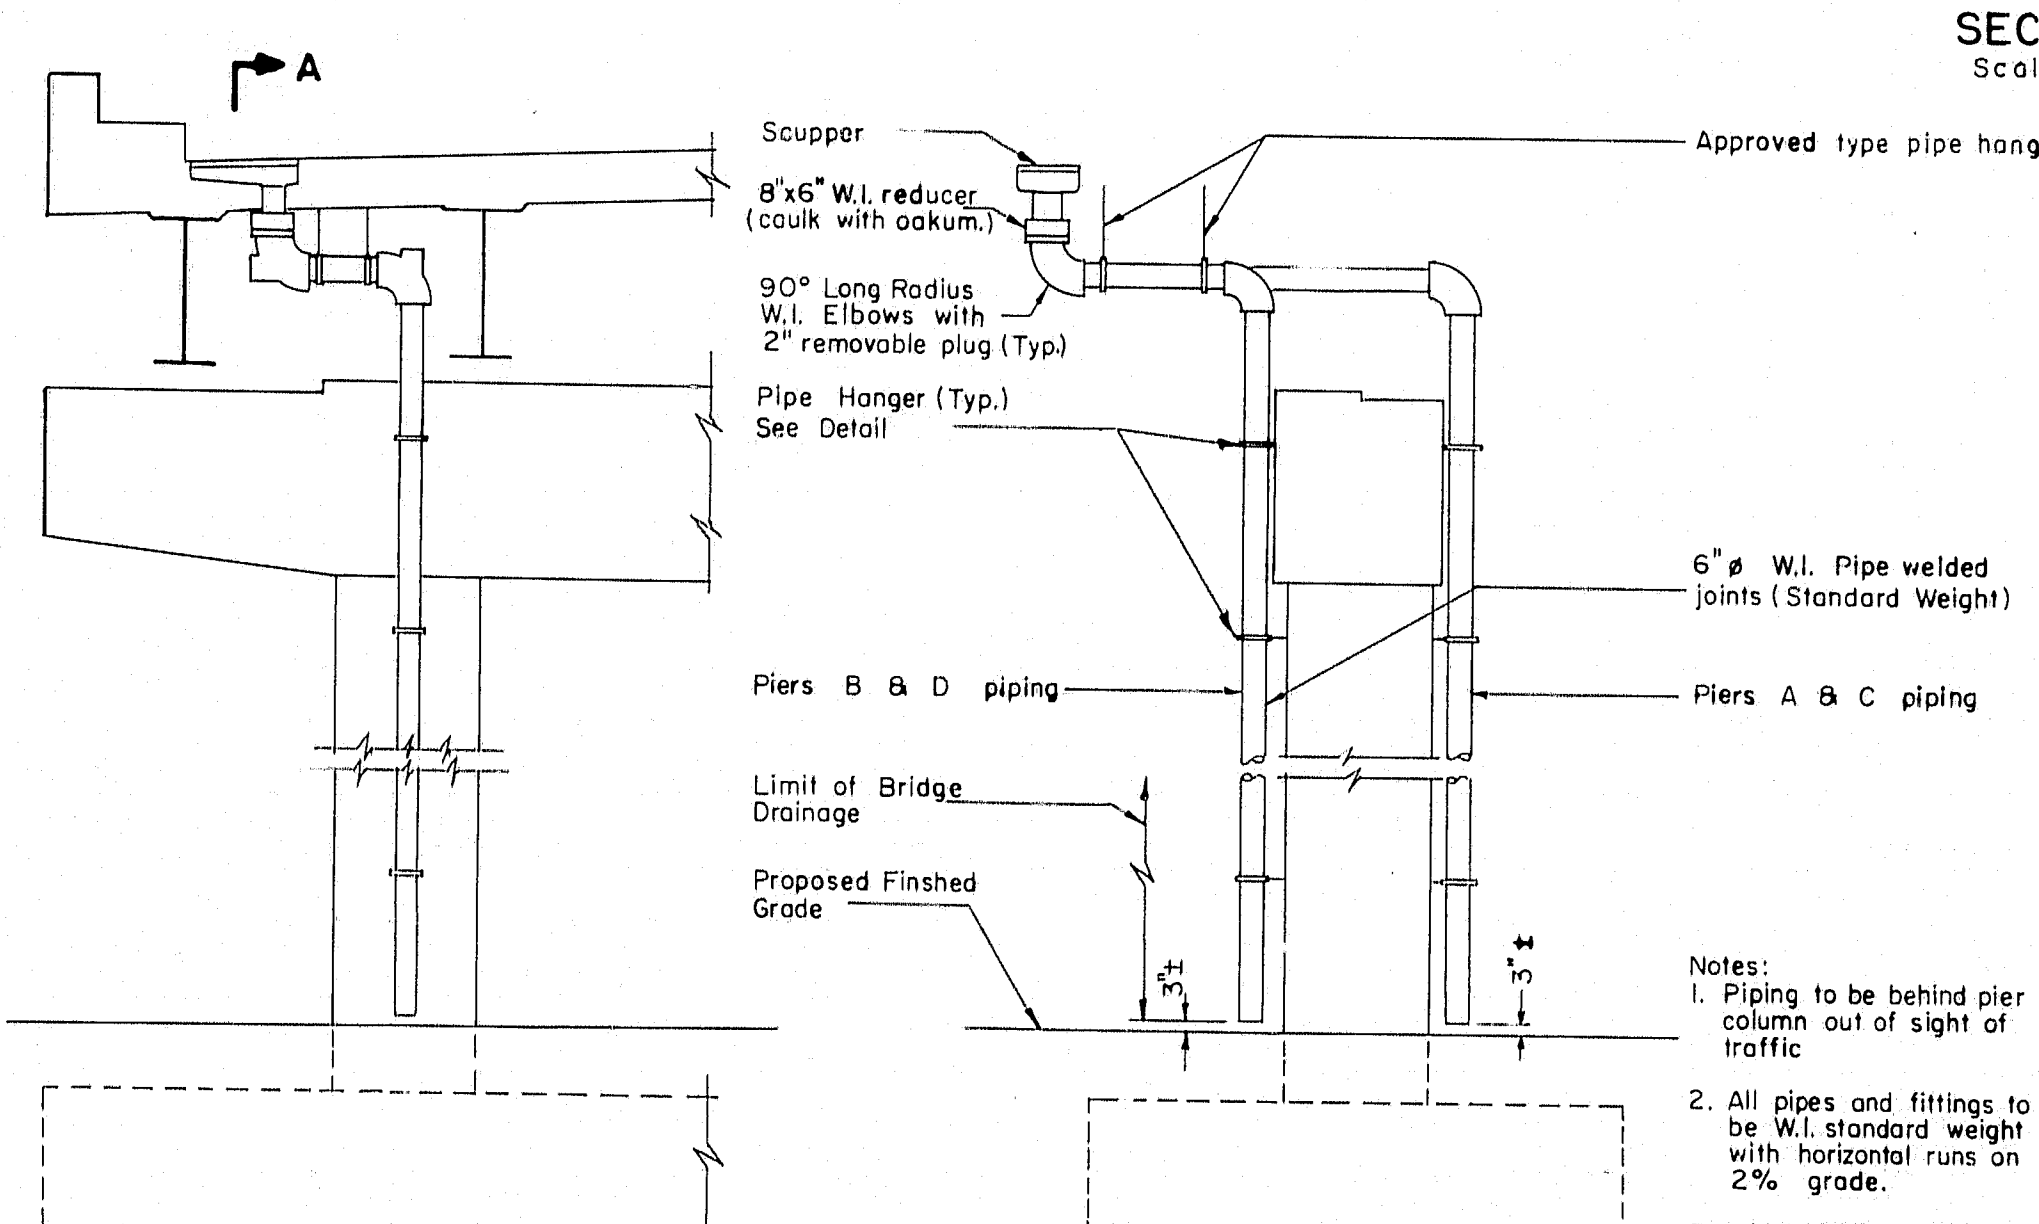 SEC
Scal
A
Scupper
8"x6" W.I. reducer
(caulk with oakum.)
90° Long Radius
W.I. Elbows with
2" removable plug (Typ.)
Pipe Hanger (Typ.)
See Detail
Piers B & D piping
Limit of Bridge
Drainage
Proposed Finshed
Grade
3"±
3"±
Approved type pipe hang
6"ø W.I. Pipe welded
joints (Standard Weight)
Piers A & C piping
Notes:
1. Piping to be behind pier
column out of sight of
traffic
2. All pipes and fittings to
be W.I. standard weight
with horizontal runs on
2% grade.